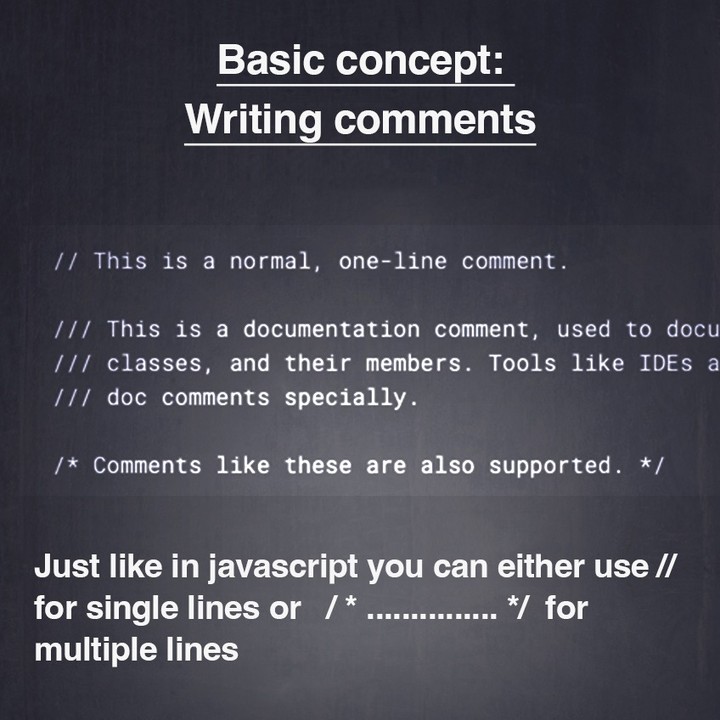 Basic concept:
Writing comments
// This is a normal, one-line comment.
/// This is a documentation comment, used to docu
/// classes, and their members. Tools like IDEs a
/// doc comments specially.
/* Comments like these are also supported. */
Just like in javascript you can either use //
for single lines or / * ............... */ for
multiple lines